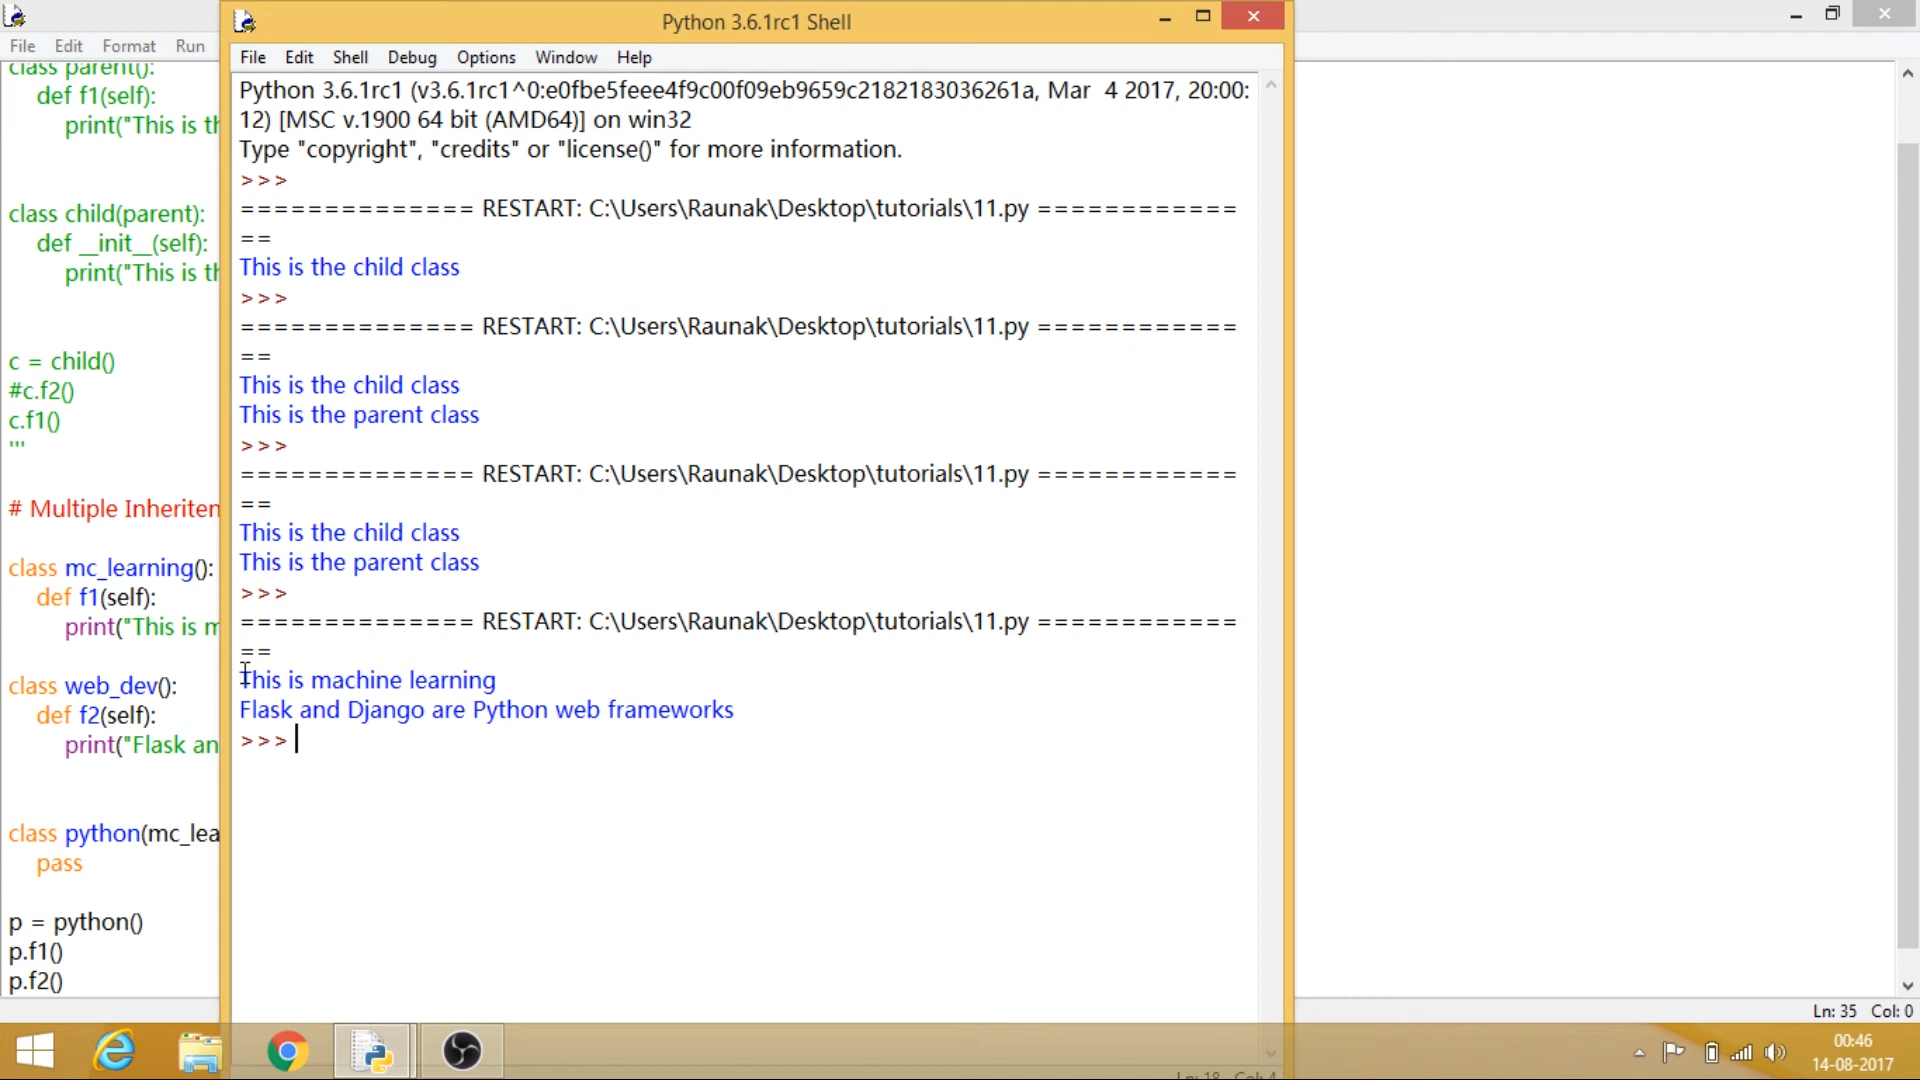 Python 3.6.1rc1 Shell
File Edit Format Run
File Edit Shell Debug Options Window Help
class parent():
def f1(self):
print("This is th
class child(parent):
def __init__(self):
print("This is th
c = child()
#c.f2()
c.f1()
'''
# Multiple Inheriten
class mc_learning():
def f1(self):
print("This is m
class web_dev():
def f2(self):
print("Flask an
class python(mc_lea
pass
p = python()
p.f1()
p.f2()
Python 3.6.1rc1 (v3.6.1rc1^0:e0fbe5feee4f9c00f09eb9659c2182183036261a, Mar 4 2017, 20:00:
12) [MSC v.1900 64 bit (AMD64)] on win32
Type "copyright", "credits" or "license()" for more information.
>>>
============== RESTART: C:\Users\Raunak\Desktop\tutorials\11.py ============
==
This is the child class
>>>
============== RESTART: C:\Users\Raunak\Desktop\tutorials\11.py ============
==
This is the child class
This is the parent class
>>>
============== RESTART: C:\Users\Raunak\Desktop\tutorials\11.py ============
==
This is the child class
This is the parent class
>>>
============== RESTART: C:\Users\Raunak\Desktop\tutorials\11.py ============
==
This is machine learning
Flask and Django are Python web frameworks
>>>
Ln: 35 Col: 0
Ln: 18 Col: 4
00:46
14-08-2017